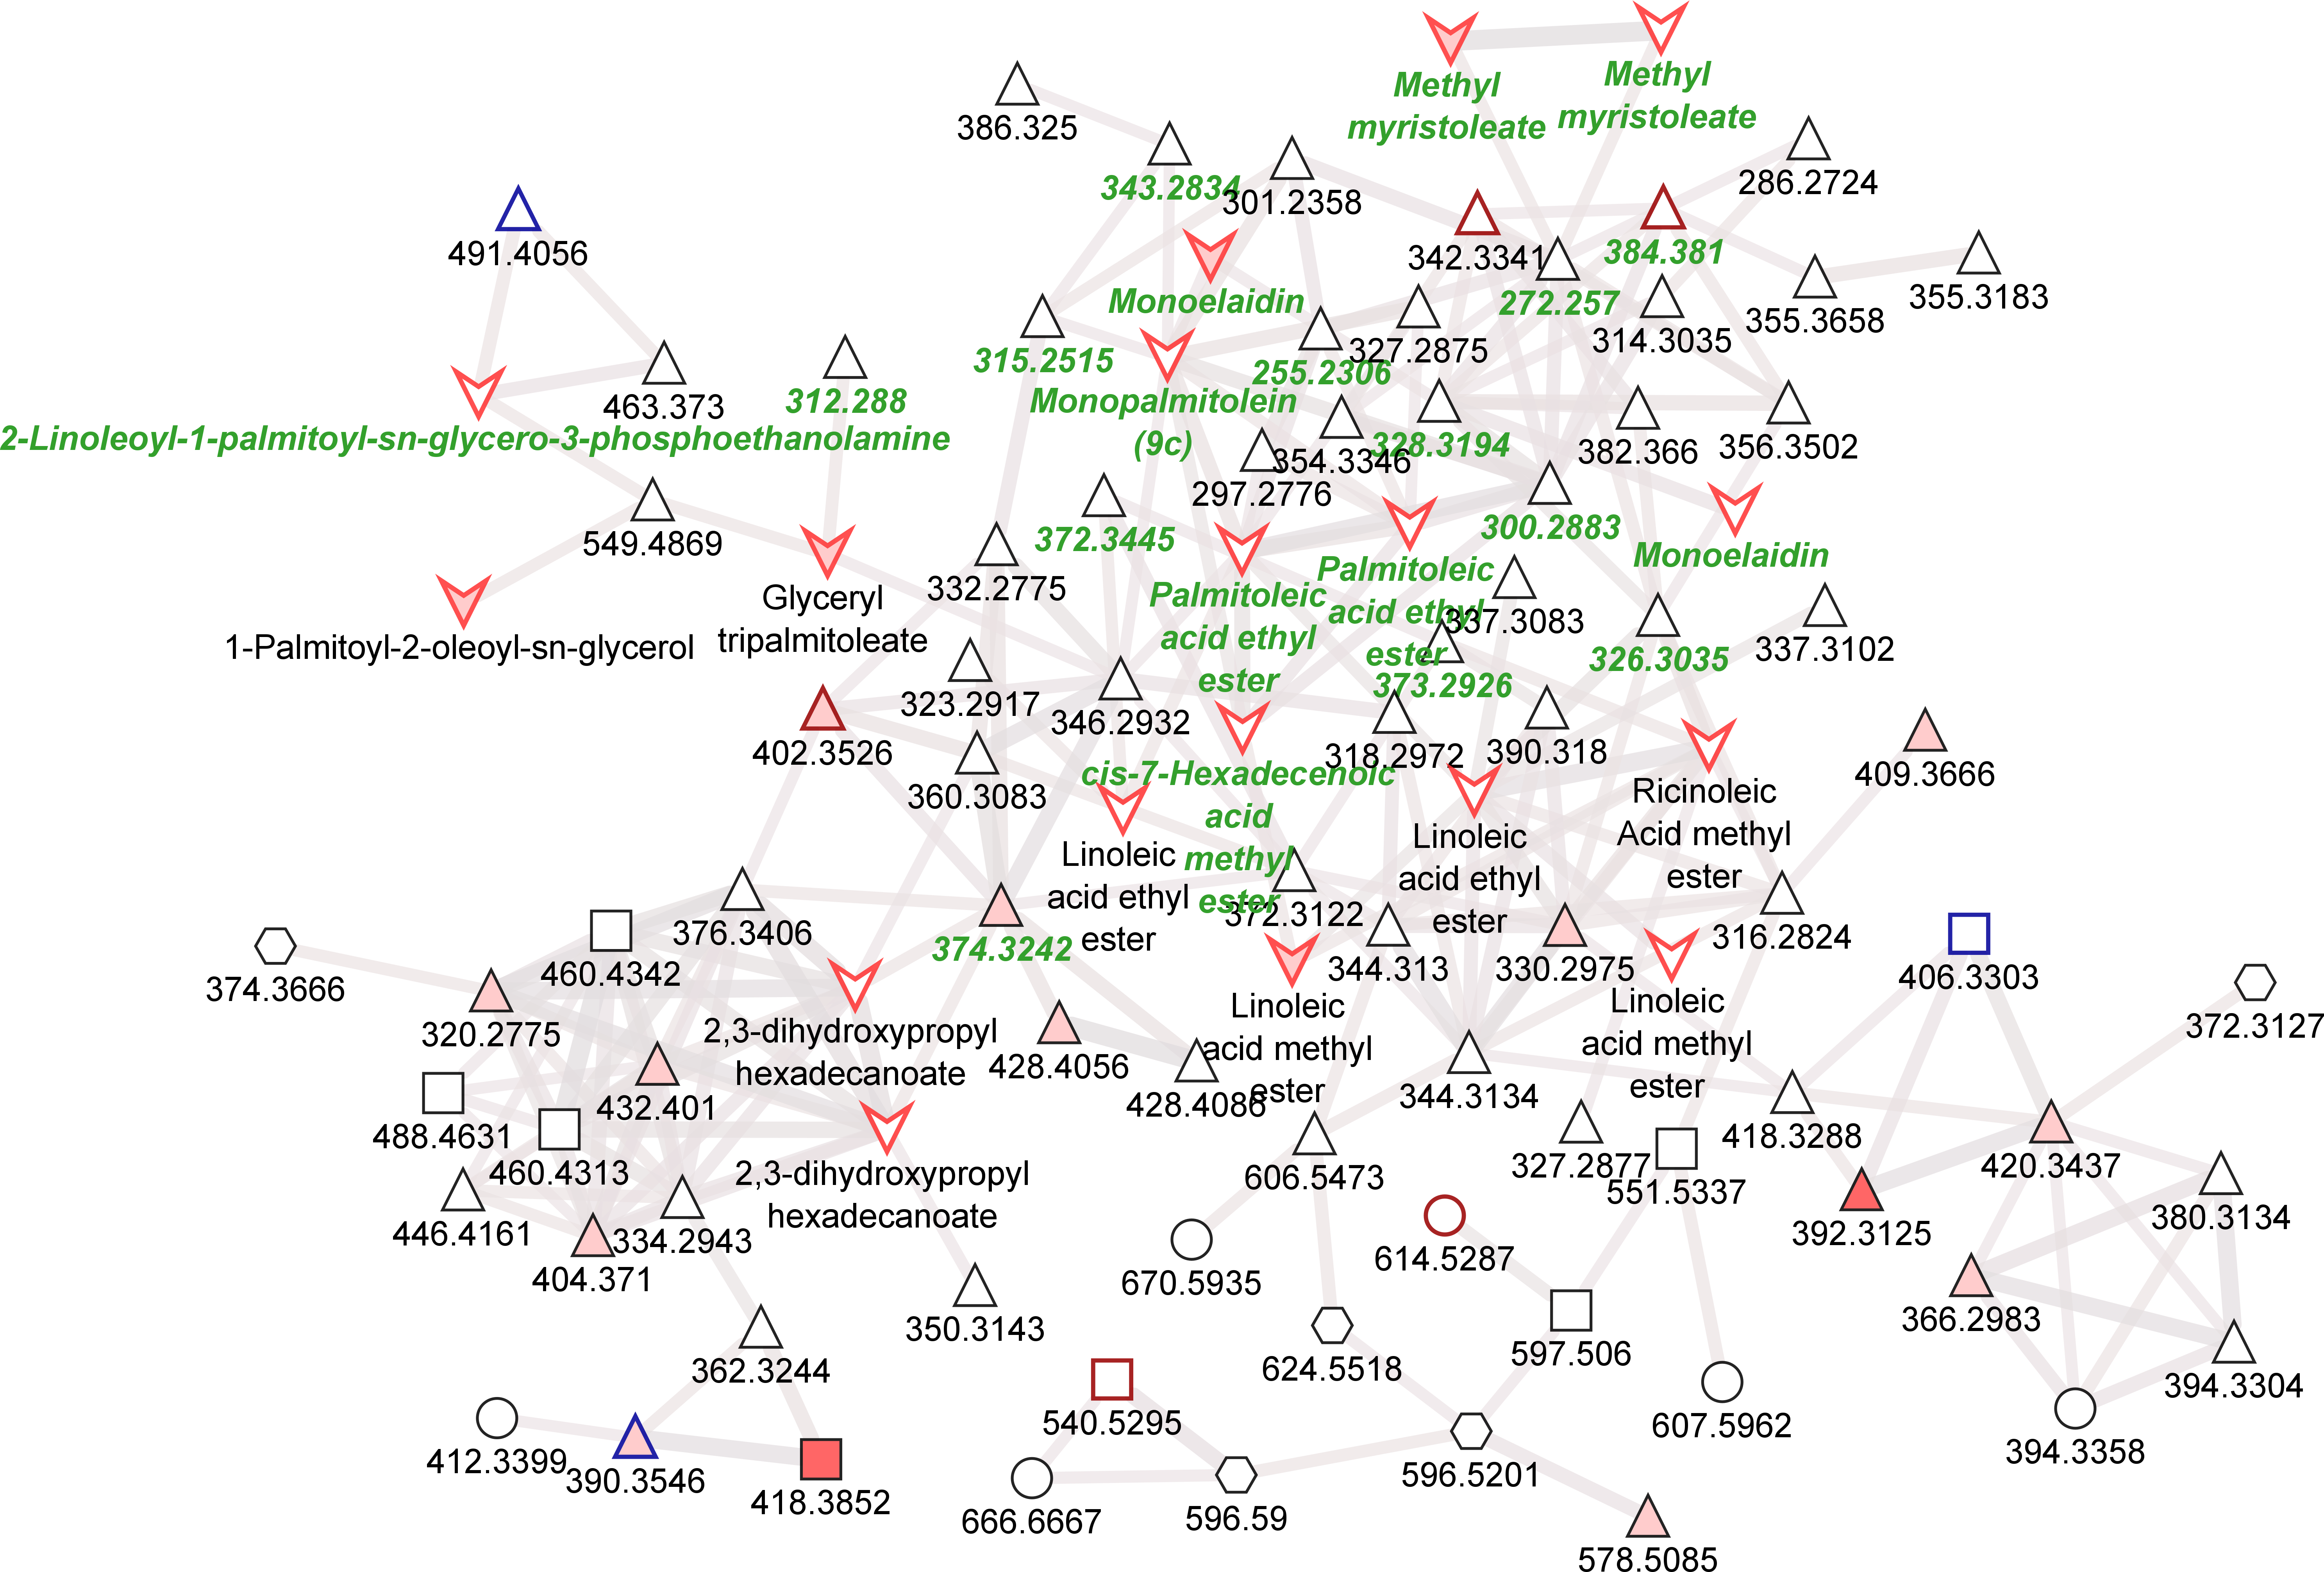 Methyl
myristoleate
Methyl
myristoleate
386.325
343.2834
301.2358
286.2724
491.4056
342.3341
384.381
272.257
355.3658
355.3183
Monoelaidin
314.3035
315.2515
255.2306
327.2875
463.373
312.288
Monopalmitolein
(9c)
2-Linoleoyl-1-palmitoyl-sn-glycero-3-phosphoethanolamine
354.3346
328.3194
382.366
356.3502
297.2776
549.4869
372.3445
300.2883
Monoelaidin
332.2775
Palmitoleic
acid ethyl
ester
Palmitoleic
acid ethyl
ester
337.3083
1-Palmitoyl-2-oleoyl-sn-glycerol
Glyceryl
tripalmitoleate
326.3035
337.3102
373.2926
323.2917
346.2932
402.3526
318.2972
390.318
409.3666
360.3083
cis-7-Hexadecenoic
acid
methyl
ester
Linoleic
acid ethyl
ester
Linoleic
acid ethyl
ester
Ricinoleic
Acid methyl
ester
372.3122
376.3406
374.3242
316.2824
460.4342
374.3666
344.313
330.2975
406.3303
372.3127
320.2775
2,3-dihydroxypropyl
hexadecanoate
Linoleic
acid methyl
ester
Linoleic
acid methyl
ester
428.4056
428.4086
344.3134
432.401
488.4631
460.4313
418.3288
327.2877
551.5337
420.3437
606.5473
2,3-dihydroxypropyl
hexadecanoate
446.4161
334.2943
404.371
392.3125
380.3134
670.5935
614.5287
366.2983
350.3143
362.3244
624.5518
597.506
394.3304
540.5295
607.5962
394.3358
412.3399
390.3546
418.3852
666.6667
596.59
596.5201
578.5085